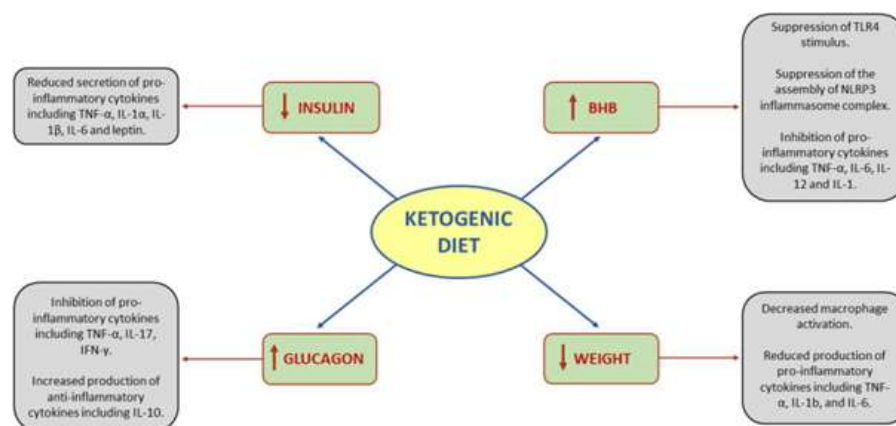 Reduced secretion of pro-
inflammatory cytokines
including TNF-α, IL-1α, IL-
1β, IL-6 and leptin.
INSULIN
BHB
Suppression of TLR4
stimulus.
Suppression of the
assembly of NLRP3
inflammasome complex.
Inhibition of pro-
inflammatory cytokines
including TNF-α, IL-6, IL-
12 and IL-1.
KETOGENIC
DIET
Inhibition of pro-
inflammatory cytokines
including TNF-α, IL-17,
IFN-γ.
Increased production of
anti-inflammatory
cytokines including IL-10.
GLUCAGON
WEIGHT
Decreased macrophage
activation.
Reduced production of
pro-inflammatory
cytokines including TNF-
α, IL-1b, and IL-6.